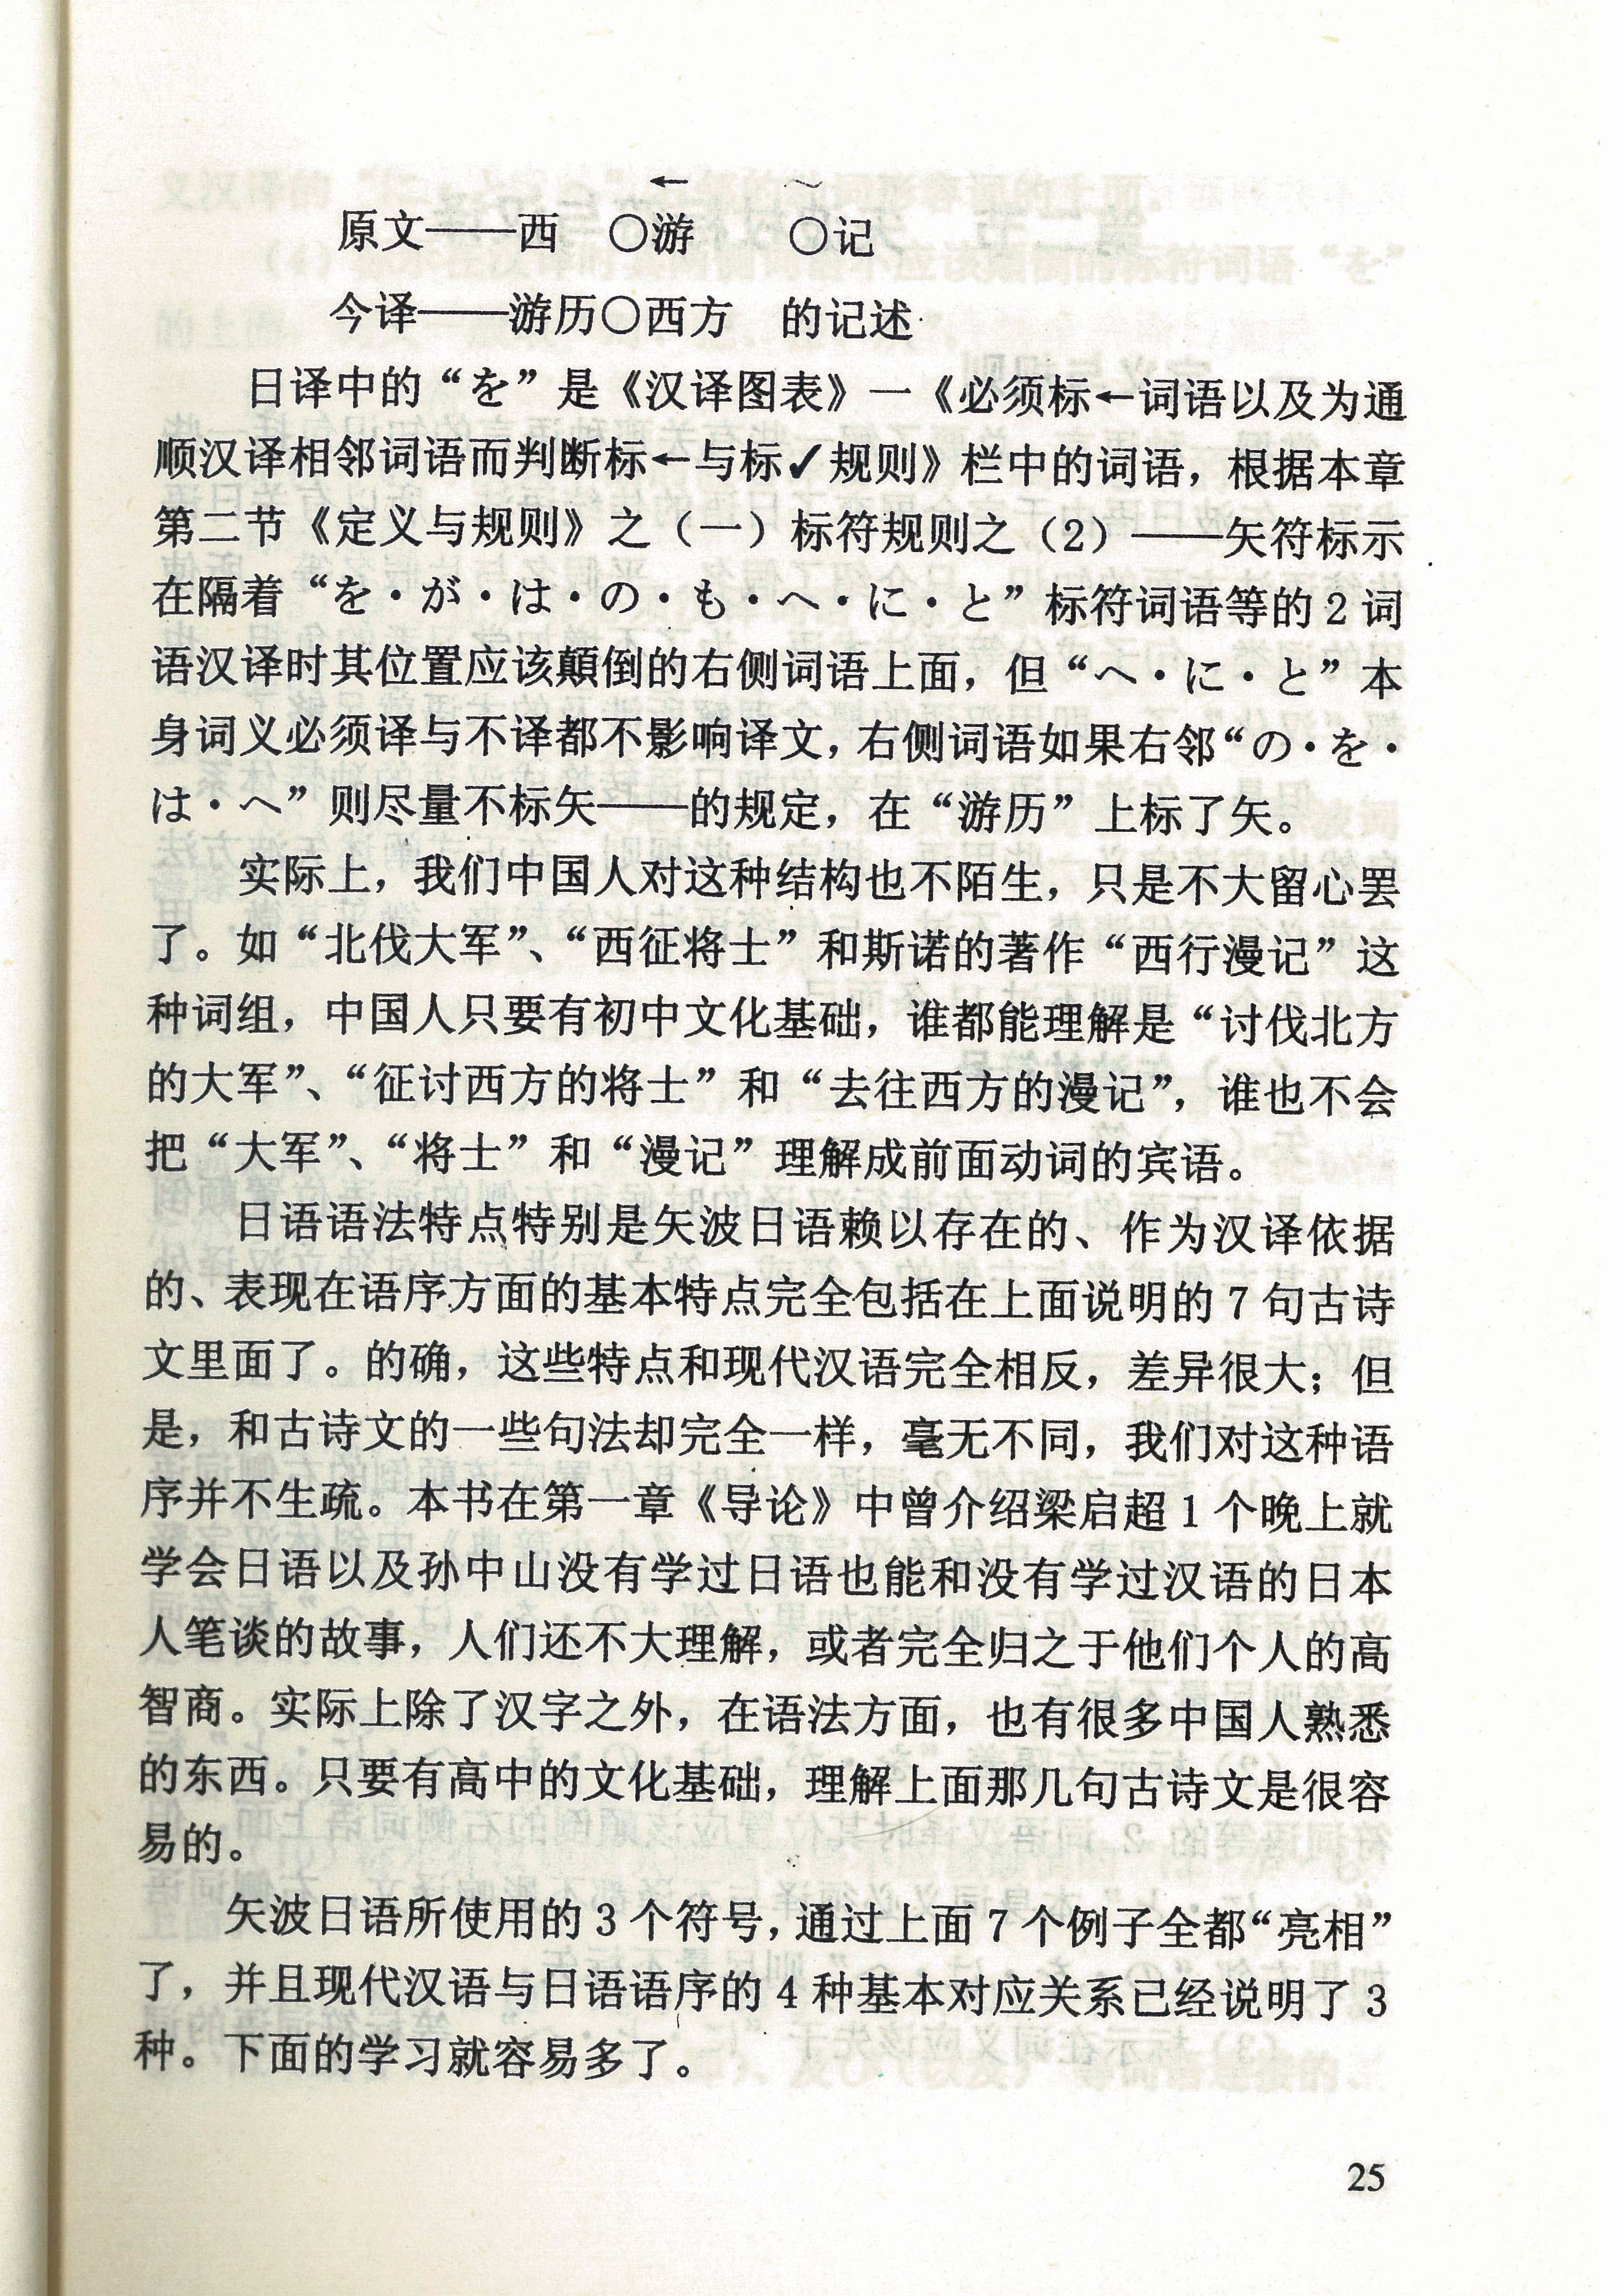 ← ～
原文——西 ○游 ○记
今译——游历○西方 的记述
日译中的“を”是《汉译图表》一《必须标←词语以及为通
顺汉译相邻词语而判断标←与标✓规则》栏中的词语，根据本章
第二节《定义与规则》之（一）标符规则之（2）——矢符标示
在隔着“を・が・は・の・も・へ・に・と”标符词语等的2词
语汉译时其位置应该顛倒的右侧词语上面，但“へ・に・と”本
身词义必须译与不译都不影响译文，右侧词语如果右邻“の・を・
は・へ”则尽量不标矢——的规定，在“游历”上标了矢。
实际上，我们中国人对这种结构也不陌生，只是不大留心罢
了。如“北伐大军”、“西征将士”和斯诺的著作“西行漫记”这
种词组，中国人只要有初中文化基础，谁都能理解是“讨伐北方
的大军”、“征讨西方的将士”和“去往西方的漫记”，谁也不会
把“大军”、“将士”和“漫记”理解成前面动词的宾语。
日语语法特点特别是矢波日语赖以存在的、作为汉译依据
的、表现在语序方面的基本特点完全包括在上面说明的7句古诗
文里面了。的确，这些特点和现代汉语完全相反，差异很大；但
是，和古诗文的一些句法却完全一样，毫无不同，我们对这种语
序并不生疏。本书在第一章《导论》中曾介绍梁启超1个晚上就
学会日语以及孙中山没有学过日语也能和没有学过汉语的日本
人笔谈的故事，人们还不大理解，或者完全归之于他们个人的高
智商。实际上除了汉字之外，在语法方面，也有很多中国人熟悉
的东西。只要有高中的文化基础，理解上面那几句古诗文是很容
易的。
矢波日语所使用的3个符号，通过上面7个例子全都“亮相”
了，并且现代汉语与日语语序的4种基本对应关系已经说明了3
种。下面的学习就容易多了。
25